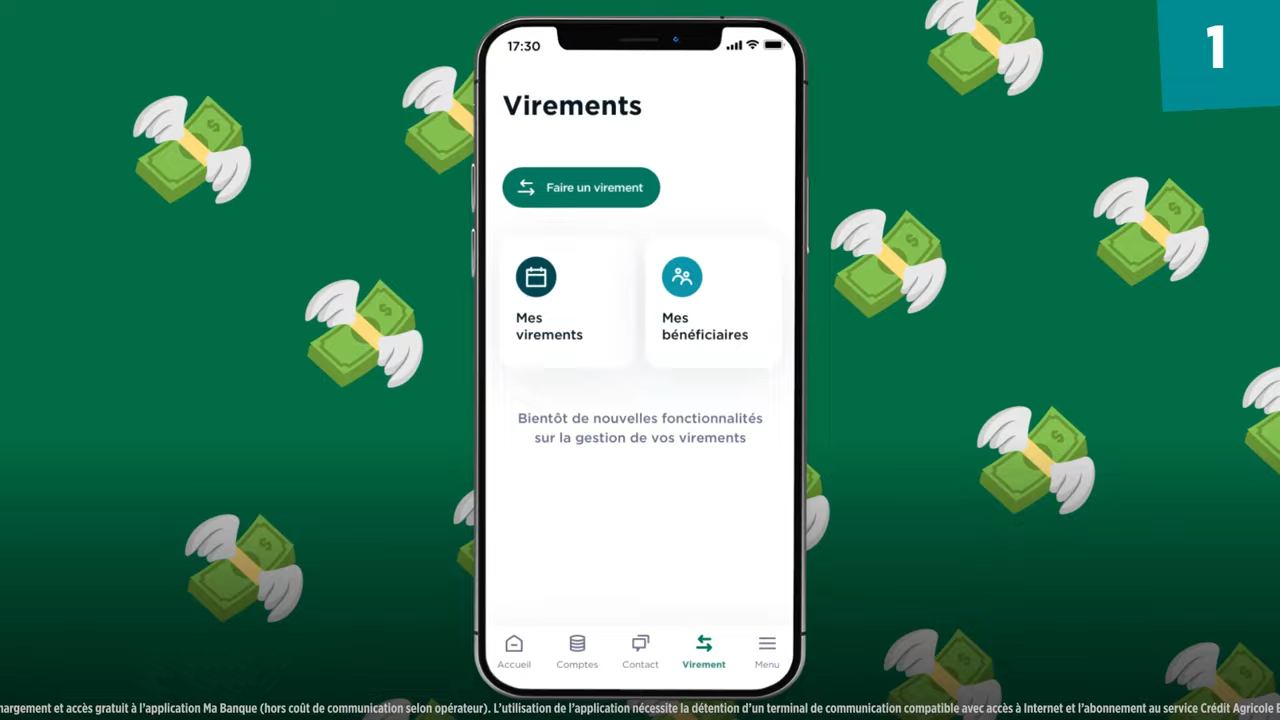 1
17:30
Virements
Faire un virement
Mes
virements
Mes
bénéficiaires
Bientôt de nouvelles fonctionnalités
sur la gestion de vos virements
Accueil
Comptes
Contact
Virement
Menu
et accès gratuit à l'application Ma Banque (hors coût de communication selon opérateur). L'utilisation de l'application nécessite la détention d'un terminal de communication compatible avec accès à Internet et l'abonnement au service Crédit Agricole